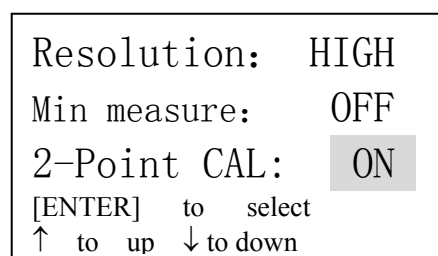 Resolution: HIGH
Min measure: OFF
2-Point CAL: ON
[ENTER] to select
↑ to up ↓ to down